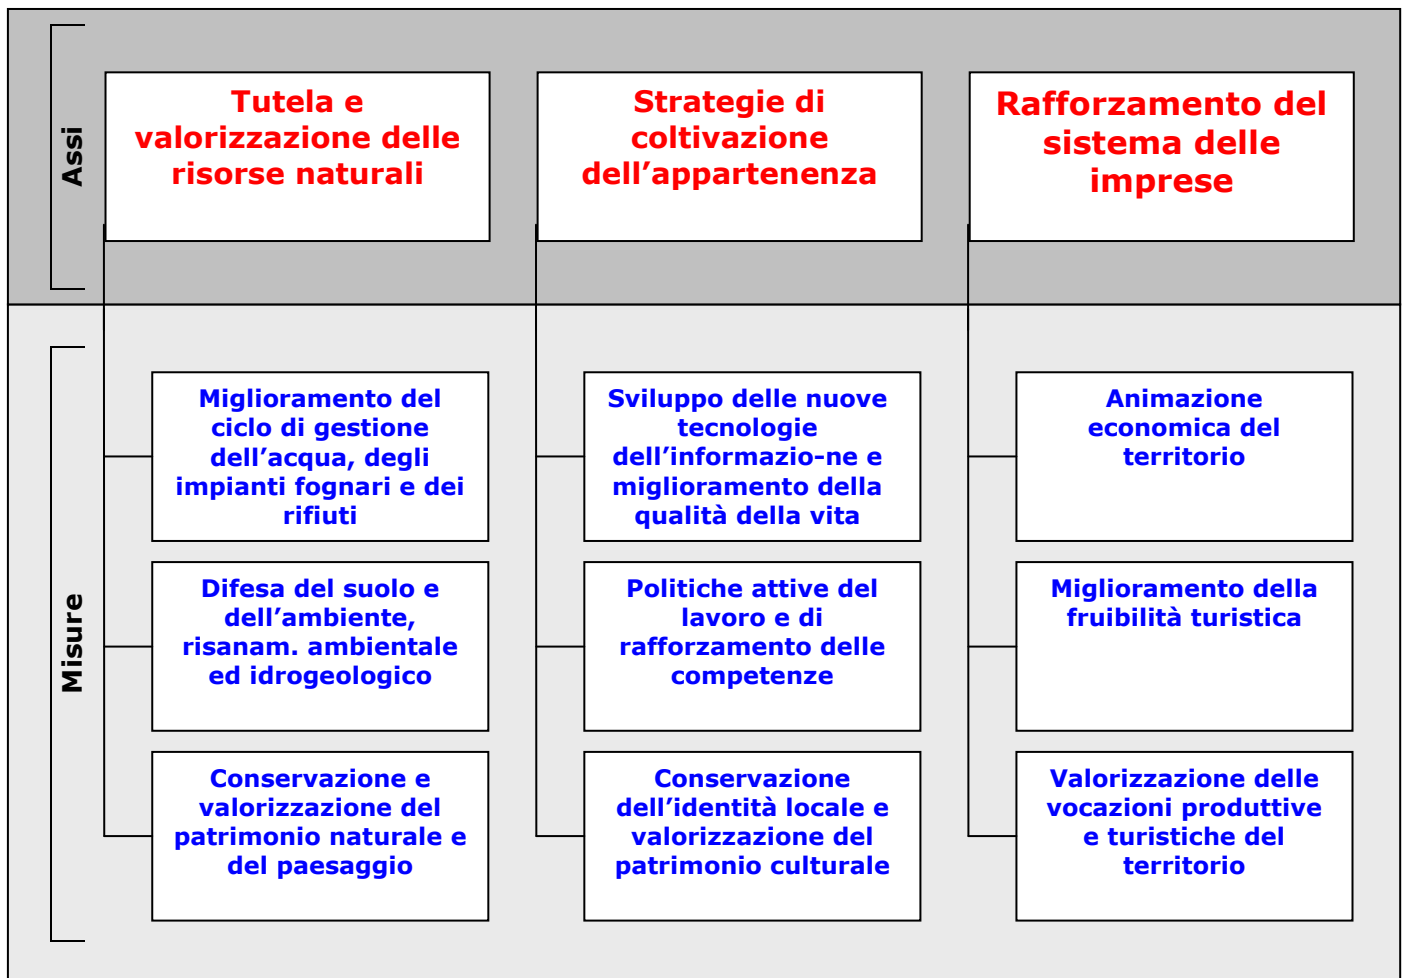 Assi
Tutela e
valorizzazione delle
risorse naturali
Strategie di
coltivazione
dell’appartenenza
Rafforzamento del
sistema delle
imprese
Misure
Miglioramento del
ciclo di gestione
dell’acqua, degli
impianti fognari e dei
rifiuti
Difesa del suolo e
dell’ambiente,
risanam. ambientale
ed idrogeologico
Conservazione e
valorizzazione del
patrimonio naturale e
del paesaggio
Sviluppo delle nuove
tecnologie
dell’informazio-ne e
miglioramento della
qualità della vita
Politiche attive del
lavoro e di
rafforzamento delle
competenze
Conservazione
dell’identità locale e
valorizzazione del
patrimonio culturale
Animazione
economica del
territorio
Miglioramento della
fruibilità turistica
Valorizzazione delle
vocazioni produttive
e turistiche del
territorio